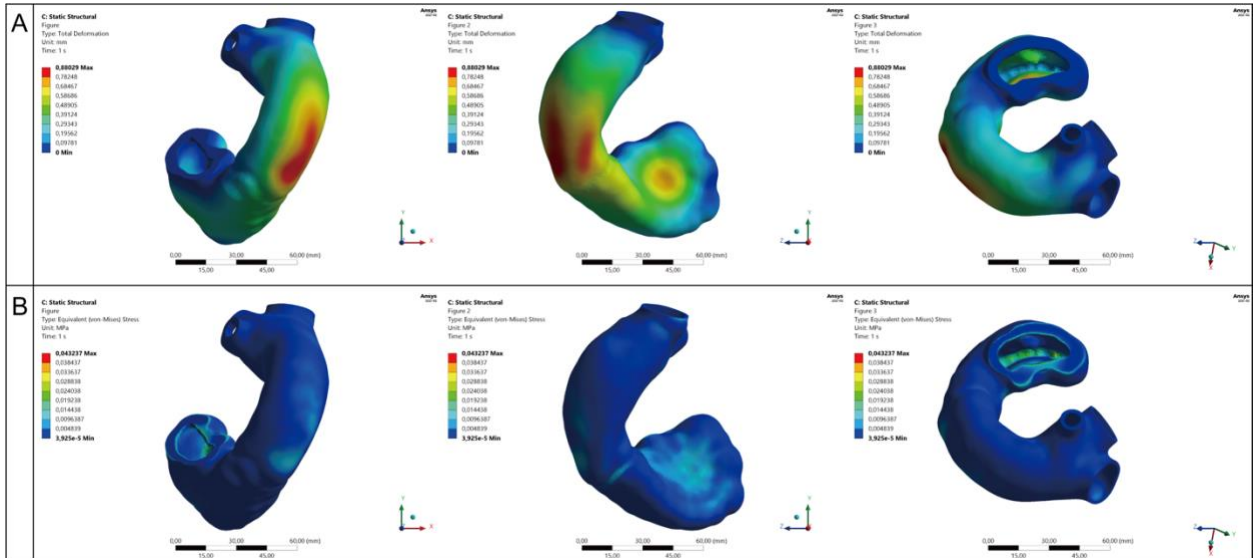 A
C: Static Structural
Figure
Type: Total Deformation
Unit: mm
Time: 1 s
0,88029 Max
0,78248
0,68467
0,58686
0,48905
0,39124
0,29343
0,19562
0,09781
0 Min
Ansys
Y
X
0,00 30,00 60,00 (mm)
15,00 45,00
C: Static Structural
Figure 2
Type: Total Deformation
Unit: mm
Time: 1 s
0,88029 Max
0,78248
0,68467
0,58686
0,48905
0,39124
0,29343
0,19562
0,09781
0 Min
Ansys
Y
Z
0,00 30,00 60,00 (mm)
15,00 45,00
C: Static Structural
Figure 3
Type: Total Deformation
Unit: mm
Time: 1 s
0,88029 Max
0,78248
0,68467
0,58686
0,48905
0,39124
0,29343
0,19562
0,09781
0 Min
Ansys
Z
Y
X
0,00 30,00 60,00 (mm)
15,00 45,00
B
C: Static Structural
Figure
Type: Equivalent (von-Mises) Stress
Unit: MPa
Time: 1 s
0,043237 Max
0,038437
0,033637
0,028838
0,024038
0,019238
0,014438
0,0096387
0,004839
3,925e-5 Min
Ansys
Y
X
0,00 30,00 60,00 (mm)
15,00 45,00
C: Static Structural
Figure 2
Type: Equivalent (von-Mises) Stress
Unit: MPa
Time: 1 s
0,043237 Max
0,038437
0,033637
0,028838
0,024038
0,019238
0,014438
0,0096387
0,004839
3,925e-5 Min
Ansys
Y
Z
0,00 30,00 60,00 (mm)
15,00 45,00
C: Static Structural
Figure 3
Type: Equivalent (von-Mises) Stress
Unit: MPa
Time: 1 s
0,043237 Max
0,038437
0,033637
0,028838
0,024038
0,019238
0,014438
0,0096387
0,004839
3,925e-5 Min
Ansys
Z
Y
X
0,00 30,00 60,00 (mm)
15,00 45,00